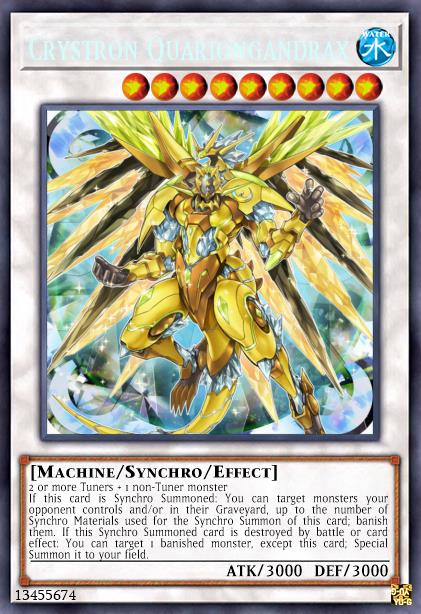 Crystron Quariongandrax
WATER
水
[Machine/Synchro/Effect]
2 or more Tuners + 1 non-Tuner monster
If this card is Synchro Summoned: You can target monsters your
opponent controls and/or in their Graveyard, up to the number of
Synchro Materials used for the Synchro Summon of this card; banish
them. If this Synchro Summoned card is destroyed by battle or card
effect: You can target 1 banished monster, except this card; Special
Summon it to your field.
ATK/3000 DEF/3000
13455674